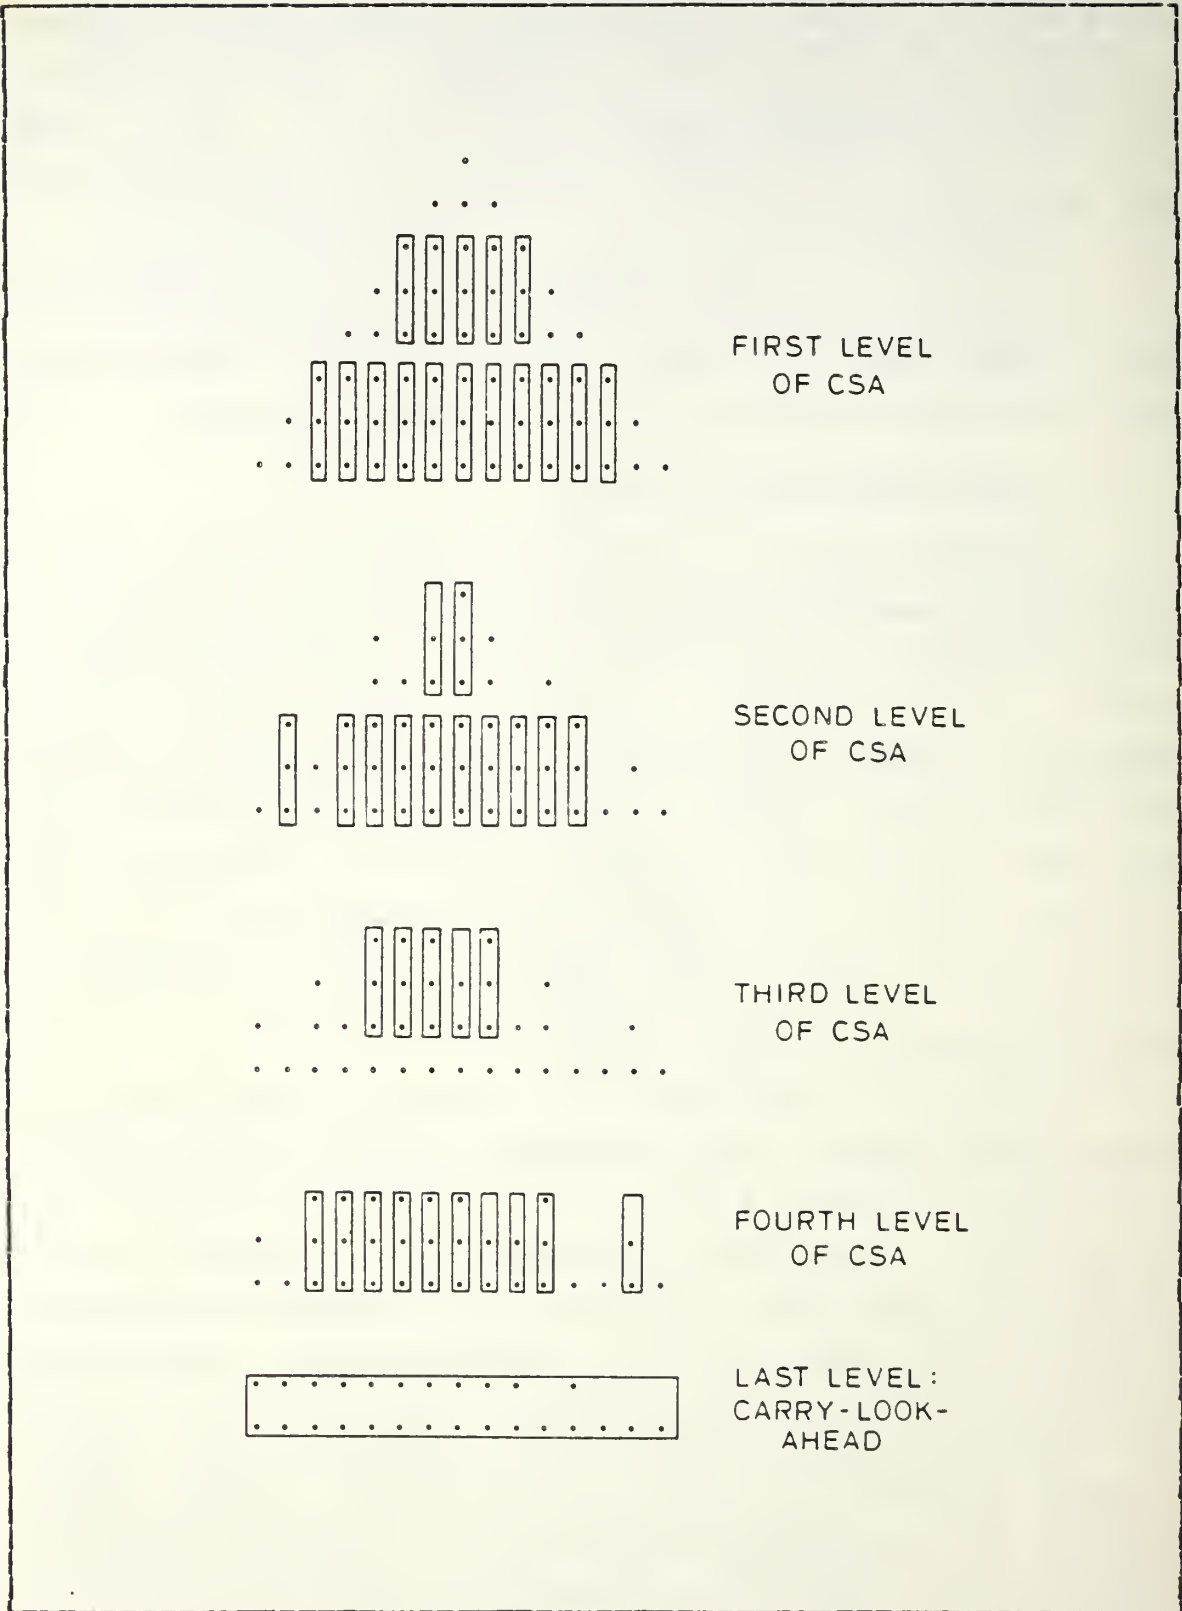 FIRST LEVEL
OF CSA
SECOND LEVEL
OF CSA
THIRD LEVEL
OF CSA
FOURTH LEVEL
OF CSA
LAST LEVEL:
CARRY-LOOK-
AHEAD